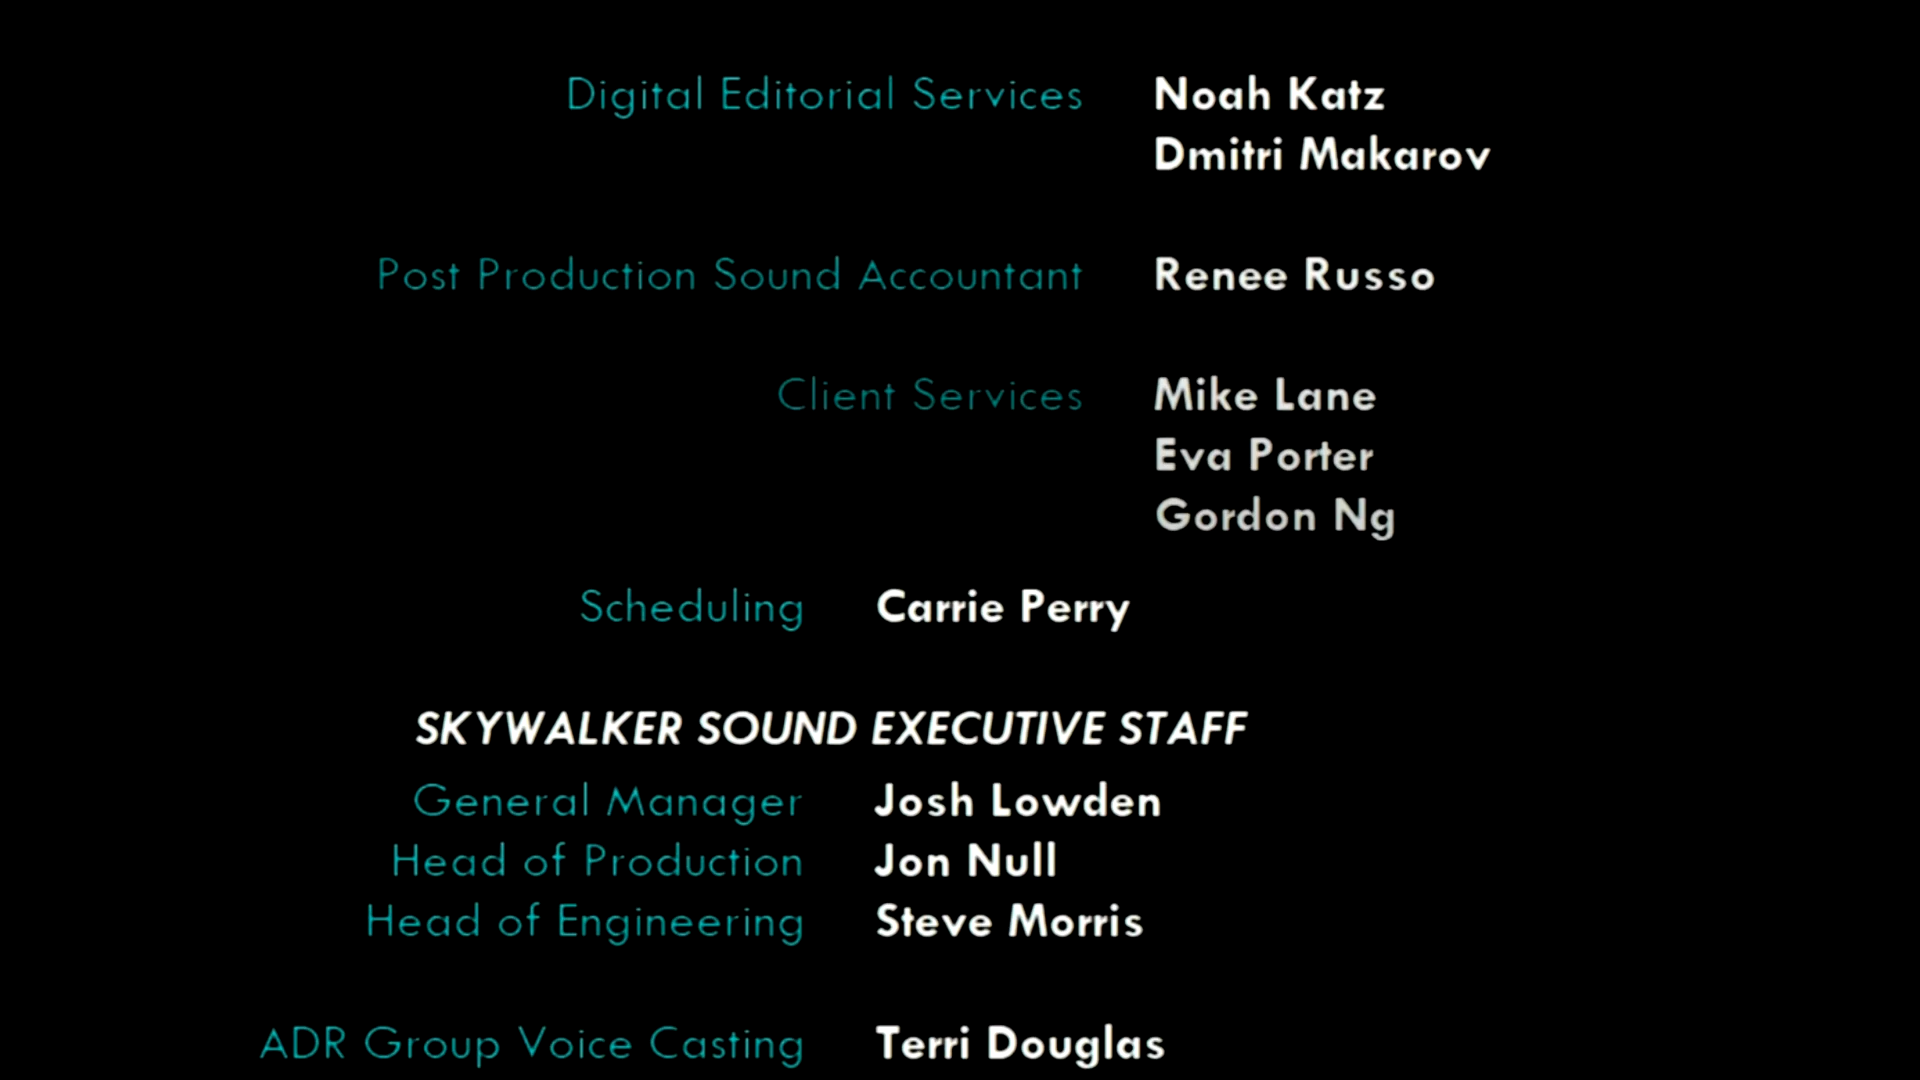 Digital Editorial Services Noah Katz
Dmitri Makarov
Post Production Sound Accountant Renee Russo
Client Services Mike Lane
Eva Porter
Gordon Ng
Scheduling Carrie Perry
SKYWALKER SOUND EXECUTIVE STAFF
General Manager Josh Lowden
Head of Production Jon Null
Head of Engineering Steve Morris
ADR Group Voice Casting Terri Douglas